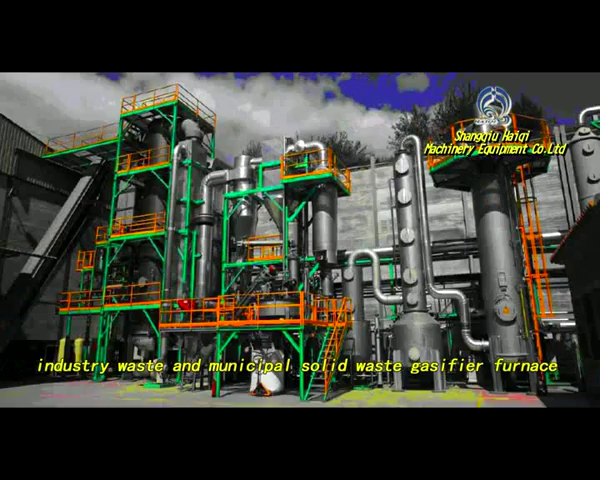 Shangqiu Haiqi
Machinery Equipment Co.Ltd
industry waste and municipal solid waste gasifier furnace